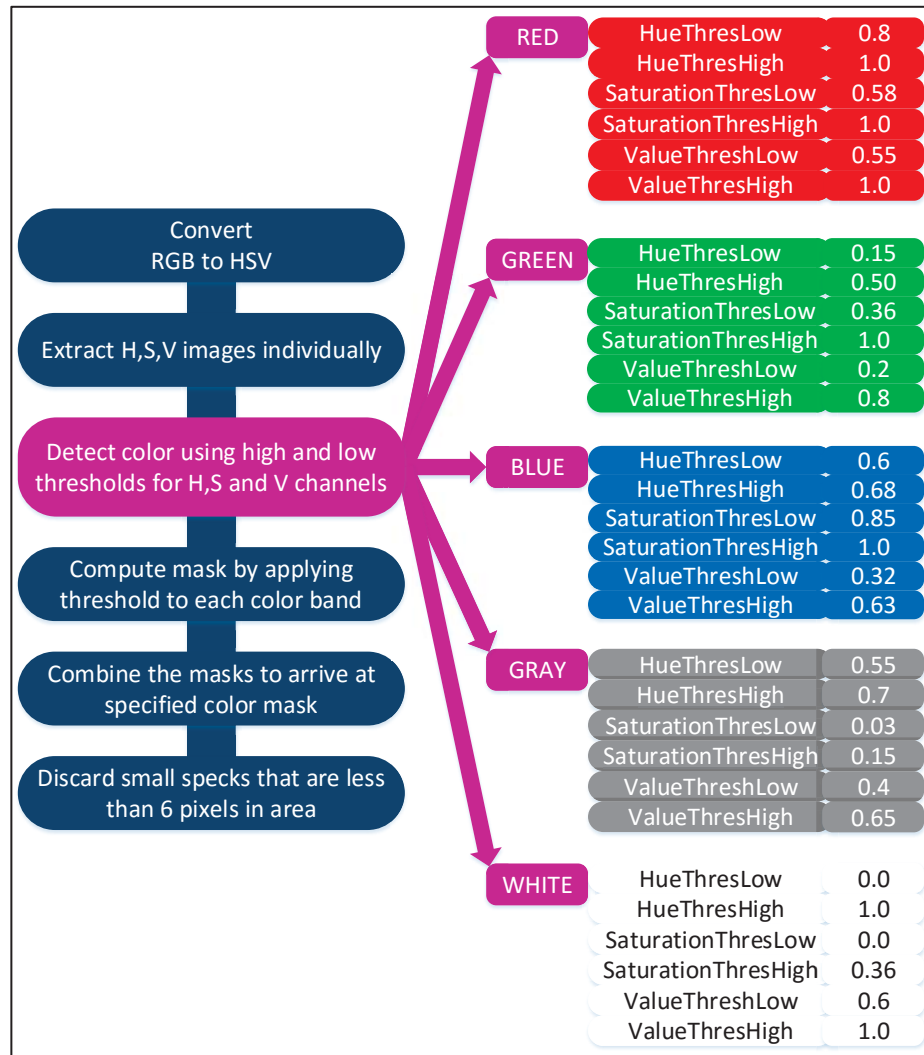 Convert
RGB to HSV
Extract H,S,V images individually
Detect color using high and low
thresholds for H,S and V channels
Compute mask by applying
threshold to each color band
Combine the masks to arrive at
specified color mask
Discard small specks that are less
than 6 pixels in area
RED
HueThresLow 0.8
HueThresHigh 1.0
SaturationThresLow 0.58
SaturationThresHigh 1.0
ValueThreshLow 0.55
ValueThresHigh 1.0
GREEN
HueThresLow 0.15
HueThresHigh 0.50
SaturationThresLow 0.36
SaturationThresHigh 1.0
ValueThreshLow 0.2
ValueThresHigh 0.8
BLUE
HueThresLow 0.6
HueThresHigh 0.68
SaturationThresLow 0.85
SaturationThresHigh 1.0
ValueThreshLow 0.32
ValueThresHigh 0.63
GRAY
HueThresLow 0.55
HueThresHigh 0.7
SaturationThresLow 0.03
SaturationThresHigh 0.15
ValueThreshLow 0.4
ValueThresHigh 0.65
WHITE
HueThresLow 0.0
HueThresHigh 1.0
SaturationThresLow 0.0
SaturationThresHigh 0.36
ValueThreshLow 0.6
ValueThresHigh 1.0